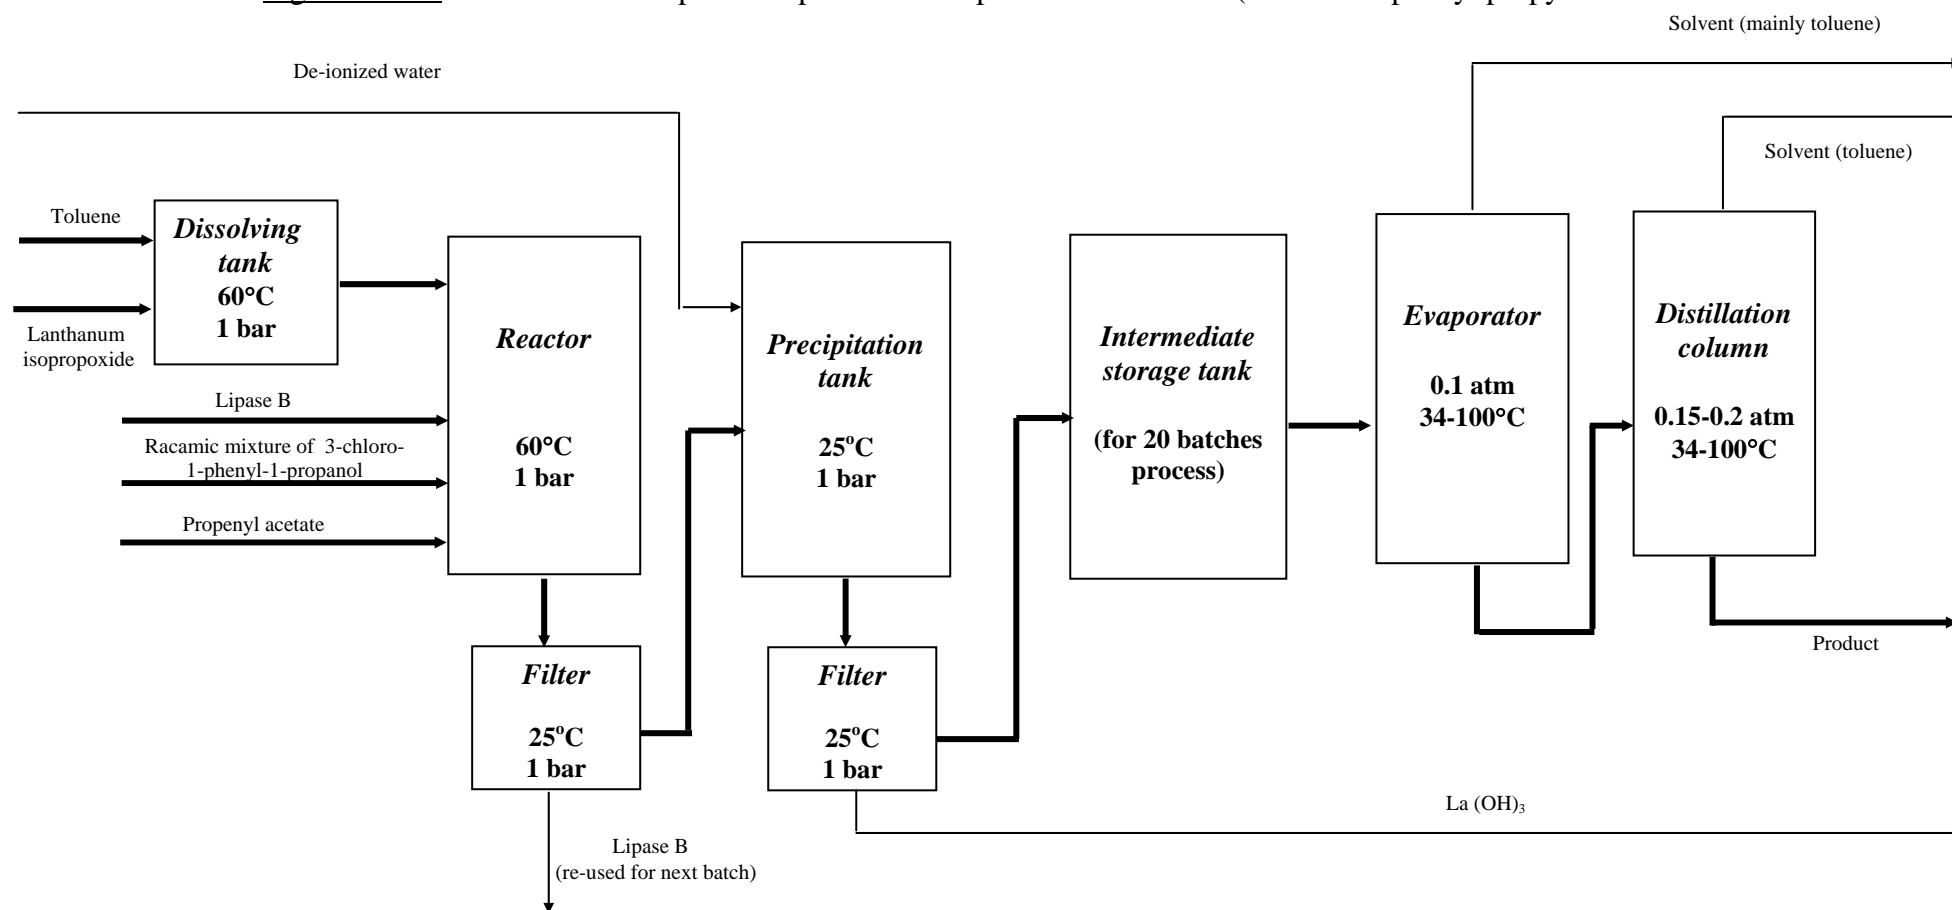 Solvent (mainly toluene)
De-ionized water
Solvent (toluene)
Toluene
Dissolving
tank
60°C
1 bar
Lanthanum
isopropoxide
Reactor
60°C
1 bar
Lipase B
Racamic mixture of 3-chloro-
1-phenyl-1-propanol
Propenyl acetate
Precipitation
tank
25°C
1 bar
Intermediate
storage tank
(for 20 batches
process)
Evaporator
0.1 atm
34-100°C
Distillation
column
0.15-0.2 atm
34-100°C
Product
Filter
25°C
1 bar
Filter
25°C
1 bar
La (OH)₃
Lipase B
(re-used for next batch)